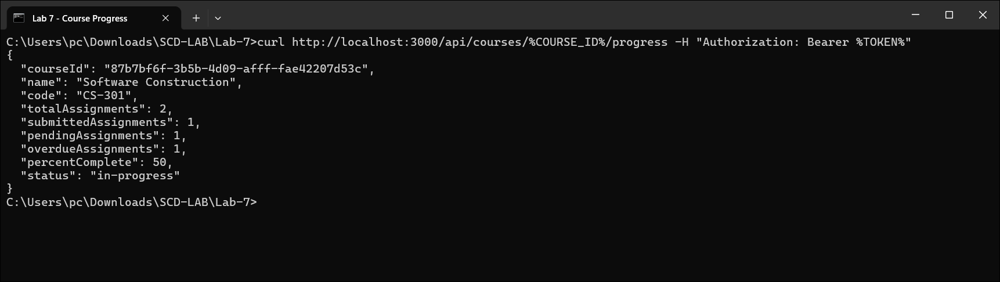 Lab 7 - Course Progress
C:\Users\pc\Downloads\SCD-LAB\Lab-7>curl http://localhost:3000/api/courses/%COURSE_ID%/progress -H "Authorization: Bearer %TOKEN%"
{
  "courseId": "87b7bf6f-3b5b-4d09-afff-fae42207d53c",
  "name": "Software Construction",
  "code": "CS-301",
  "totalAssignments": 2,
  "submittedAssignments": 1,
  "pendingAssignments": 1,
  "overdueAssignments": 1,
  "percentComplete": 50,
  "status": "in-progress"
}
C:\Users\pc\Downloads\SCD-LAB\Lab-7>